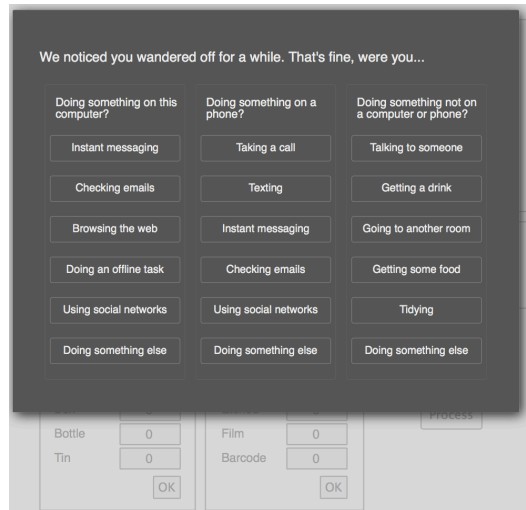 We noticed you wandered off for a while. That's fine, were you...
Doing something on this
computer?
Instant messaging
Checking emails
Browsing the web
Doing an offline task
Using social networks
Doing something else
Doing something on a
phone?
Taking a call
Texting
Instant messaging
Checking emails
Using social networks
Doing something else
Doing something not on
a computer or phone?
Talking to someone
Getting a drink
Going to another room
Getting some food
Tidying
Doing something else
Bottle 0
Tin 0
OK
Film 0
Barcode 0
OK
Process